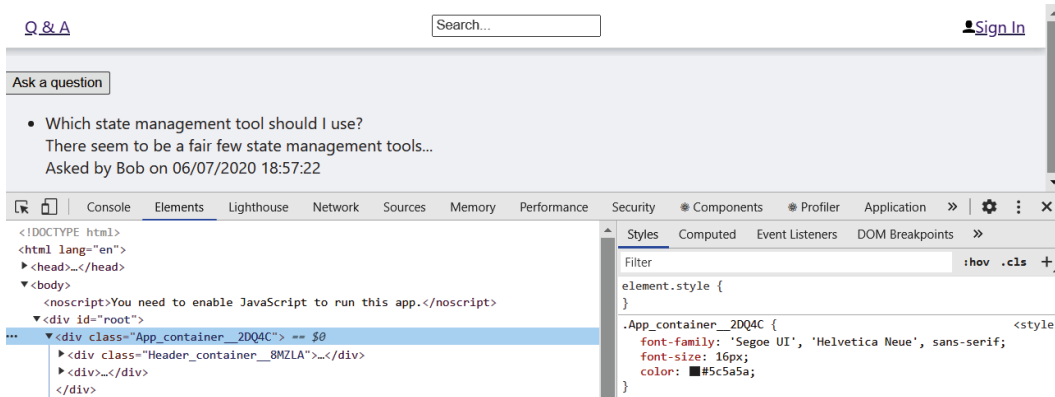 Q & A Search... Sign In
Ask a question
• Which state management tool should I use?
There seem to be a fair few state management tools...
Asked by Bob on 06/07/2020 18:57:22
Console Elements Lighthouse Network Sources Memory Performance Security Components Profiler Application »
<!DOCTYPE html>
<html lang="en">
<head>…</head>
<body>
<noscript>You need to enable JavaScript to run this app.</noscript>
<div id="root">
<div class="App_container__2DQ4C"> == $0
<div class="Header_container__8MZLA">…</div>
<div>…</div>
</div>
Styles Computed Event Listeners DOM Breakpoints »
Filter :hov .cls +
element.style {
}
.App_container__2DQ4C { <style
font-family: 'Segoe UI', 'Helvetica Neue', sans-serif;
font-size: 16px;
color: #5c5a5a;
}